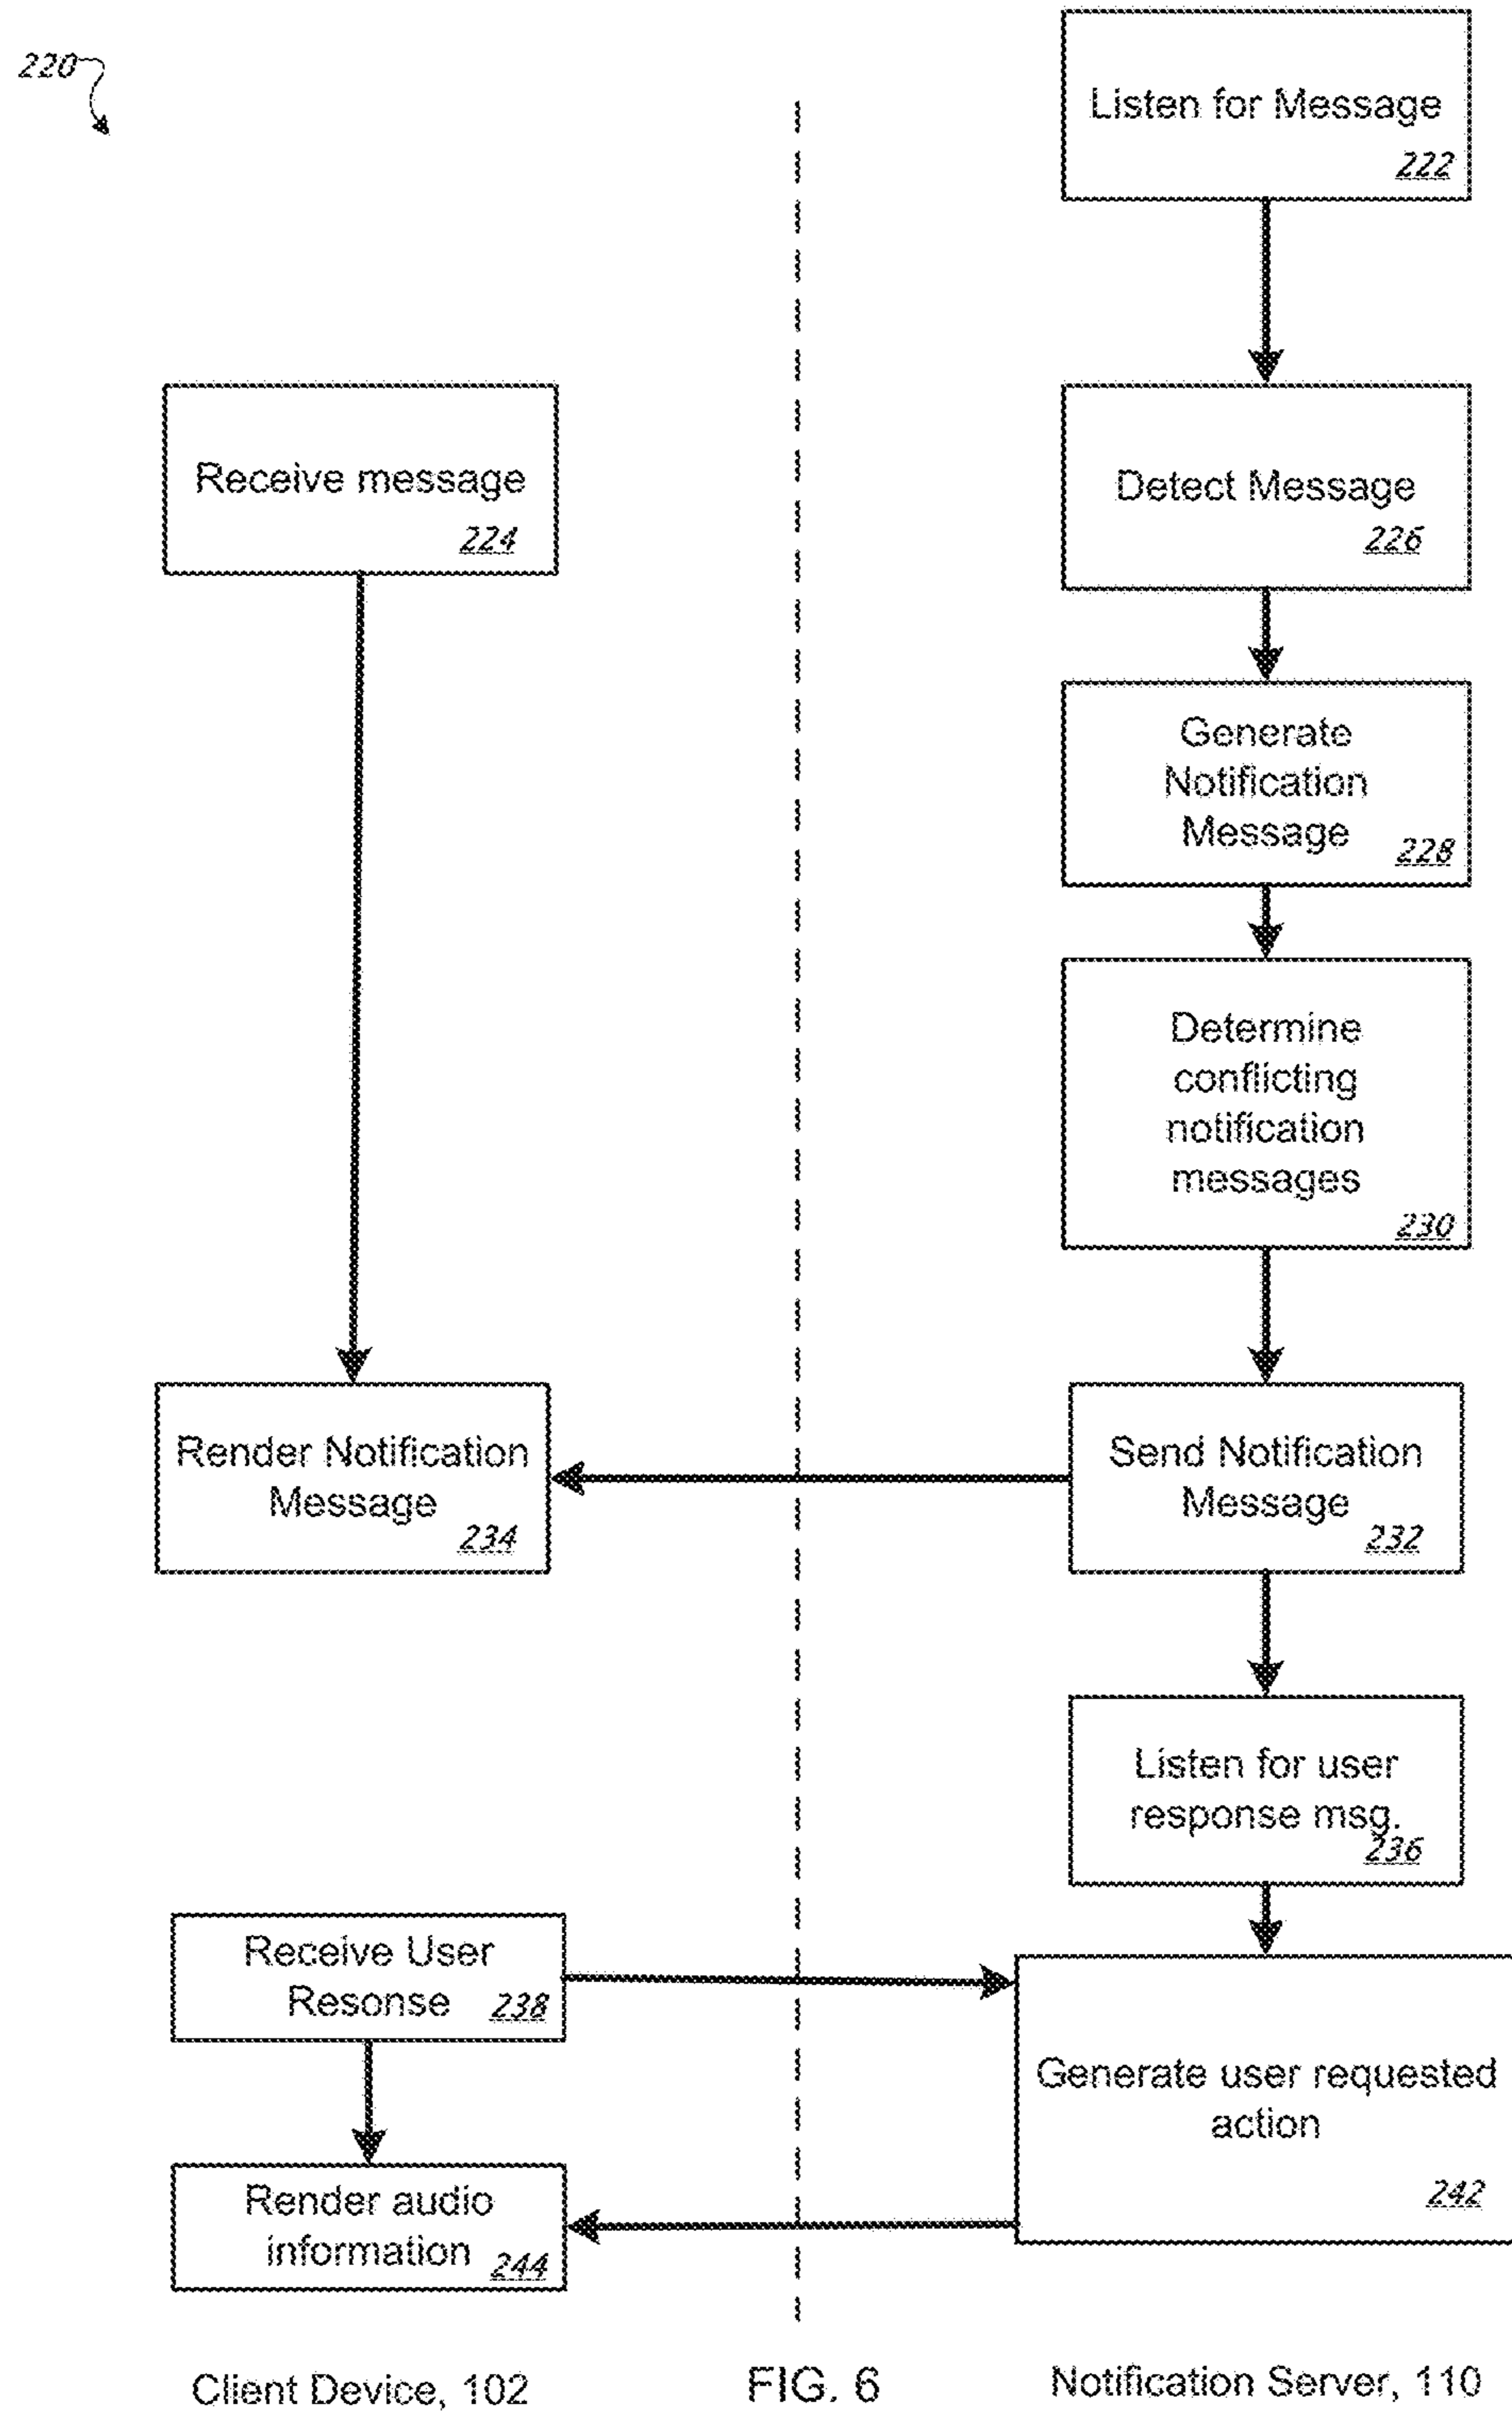 220
Listen for Message
222
Receive message
224
Detect Message
226
Generate
Notification
Message
228
Determine
conflicting
notification
messages
230
Render Notification
Message
234
Send Notification
Message
232
Listen for user
response msg.
236
Receive User
Resonse
238
Generate user requested
action
242
Render audio
information
244
Client Device, 102
FIG. 6
Notification Server, 110